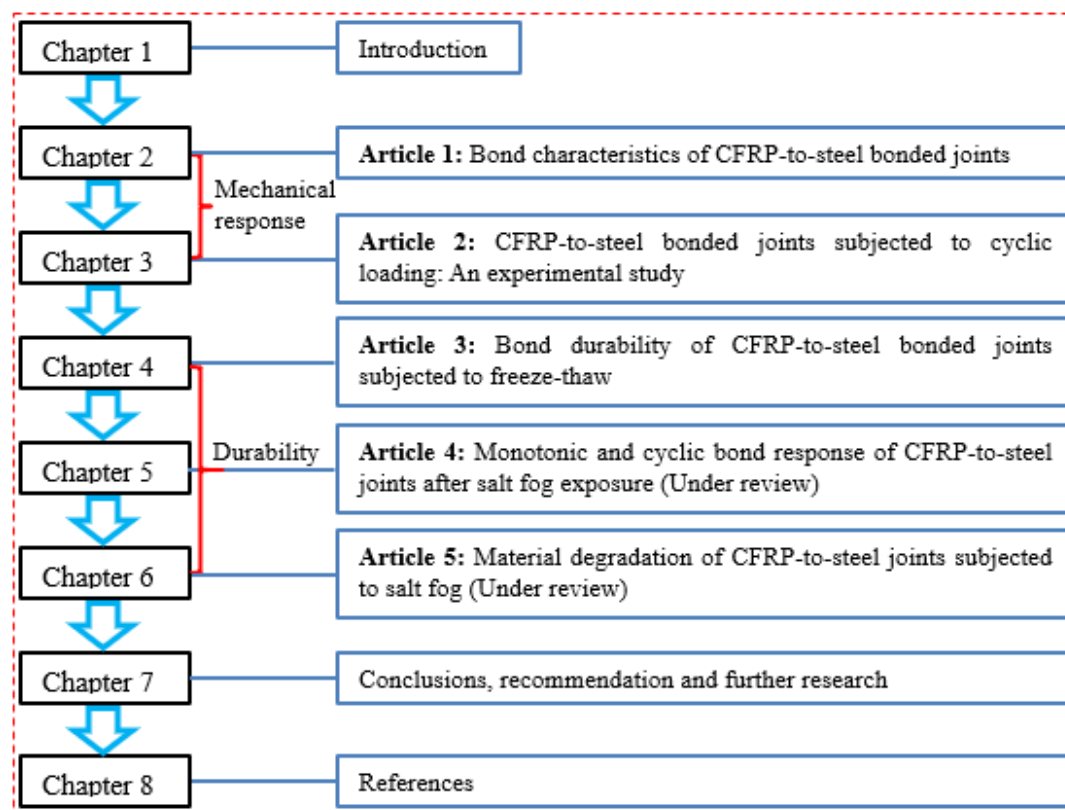 Chapter 1
Introduction
Chapter 2
Article 1: Bond characteristics of CFRP-to-steel bonded joints
Mechanical
response
Chapter 3
Article 2: CFRP-to-steel bonded joints subjected to cyclic
loading: An experimental study
Chapter 4
Article 3: Bond durability of CFRP-to-steel bonded joints
subjected to freeze-thaw
Durability
Chapter 5
Article 4: Monotonic and cyclic bond response of CFRP-to-steel
joints after salt fog exposure (Under review)
Chapter 6
Article 5: Material degradation of CFRP-to-steel joints subjected
to salt fog (Under review)
Chapter 7
Conclusions, recommendation and further research
Chapter 8
References